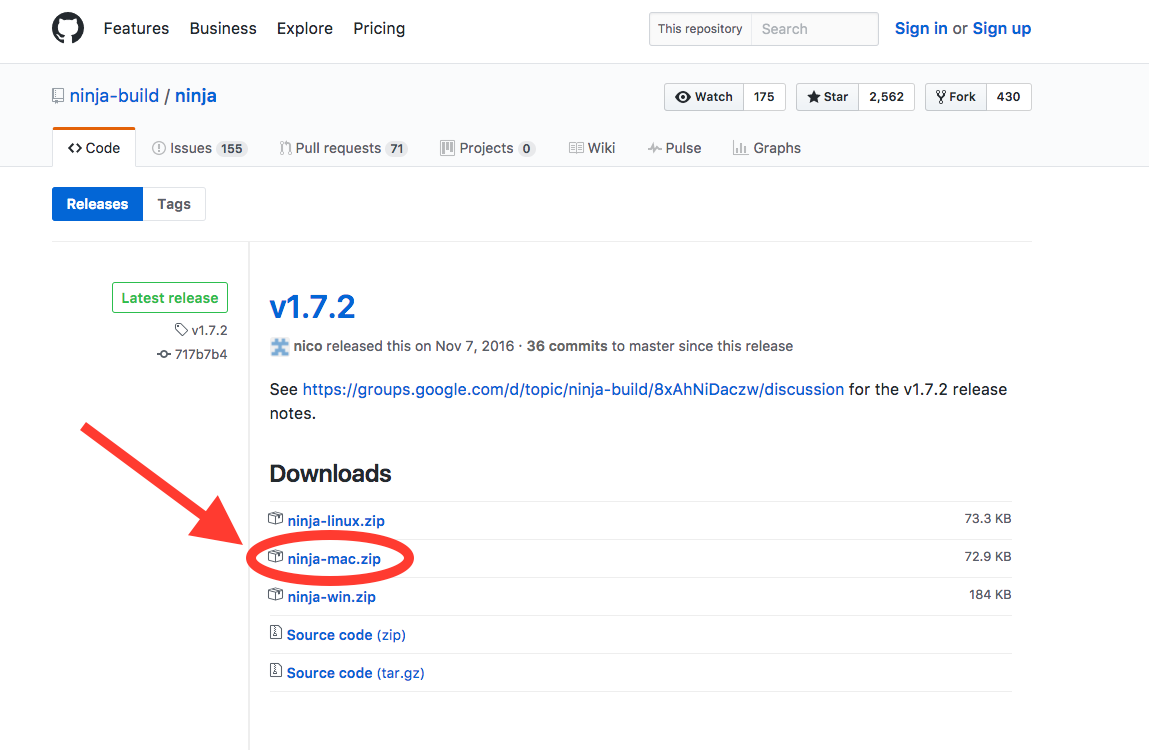 Features Business Explore Pricing This repository Search Sign in or Sign up
ninja-build / ninja Watch 175 Star 2,562 Fork 430
Code Issues 155 Pull requests 71 Projects 0 Wiki Pulse Graphs
Releases Tags
Latest release
v1.7.2
717b7b4
v1.7.2
nico released this on Nov 7, 2016 · 36 commits to master since this release
See https://groups.google.com/d/topic/ninja-build/8xAhNiDaczw/discussion for the v1.7.2 release
notes.
Downloads
ninja-linux.zip 73.3 KB
ninja-mac.zip 72.9 KB
ninja-win.zip 184 KB
Source code (zip)
Source code (tar.gz)